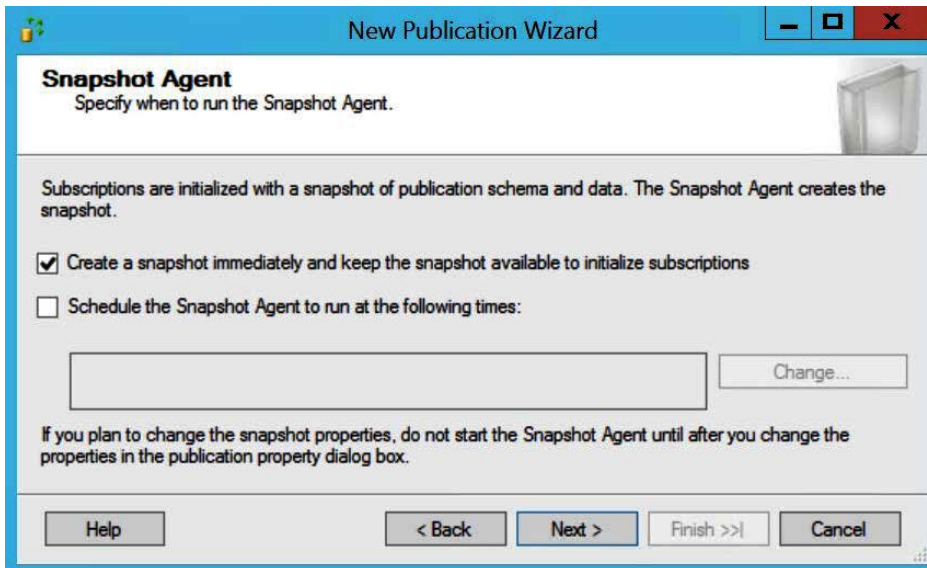 New Publication Wizard
Snapshot Agent
Specify when to run the Snapshot Agent.
Subscriptions are initialized with a snapshot of publication schema and data. The Snapshot Agent creates the
snapshot.
Create a snapshot immediately and keep the snapshot available to initialize subscriptions
Schedule the Snapshot Agent to run at the following times:
Change...
If you plan to change the snapshot properties, do not start the Snapshot Agent until after you change the
properties in the publication property dialog box.
Help
< Back
Next >
Finish >>|
Cancel